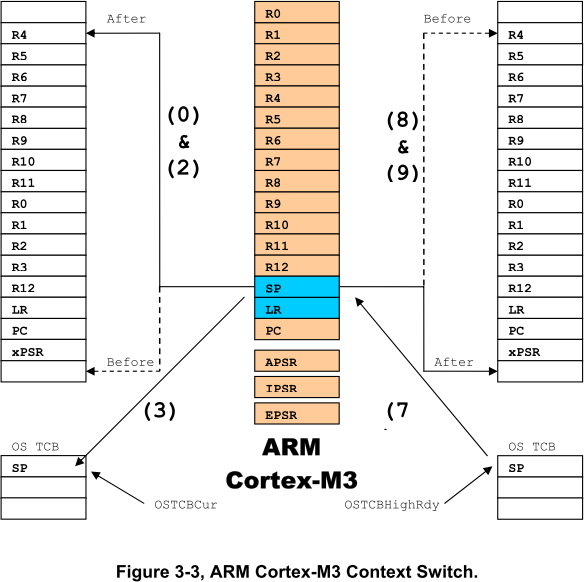 After
R4
R5
R6
R7
R8
R9
R10
R11
R0
R1
R2
R3
R12
LR
PC
xPSR
Before
(0)
&
(2)
(3)
OS TCB
SP
OSTCBCur
R0
R1
R2
R3
R4
R5
R6
R7
R8
R9
R10
R11
R12
SP
LR
PC
APSR
IPSR
EPSR
ARM
Cortex-M3
Before
(8)
&
(9)
R4
R5
R6
R7
R8
R9
R10
R11
R0
R1
R2
R3
R12
LR
PC
xPSR
After
(7
OS TCB
SP
OSTCBHighRdy
Figure 3-3, ARM Cortex-M3 Context Switch.